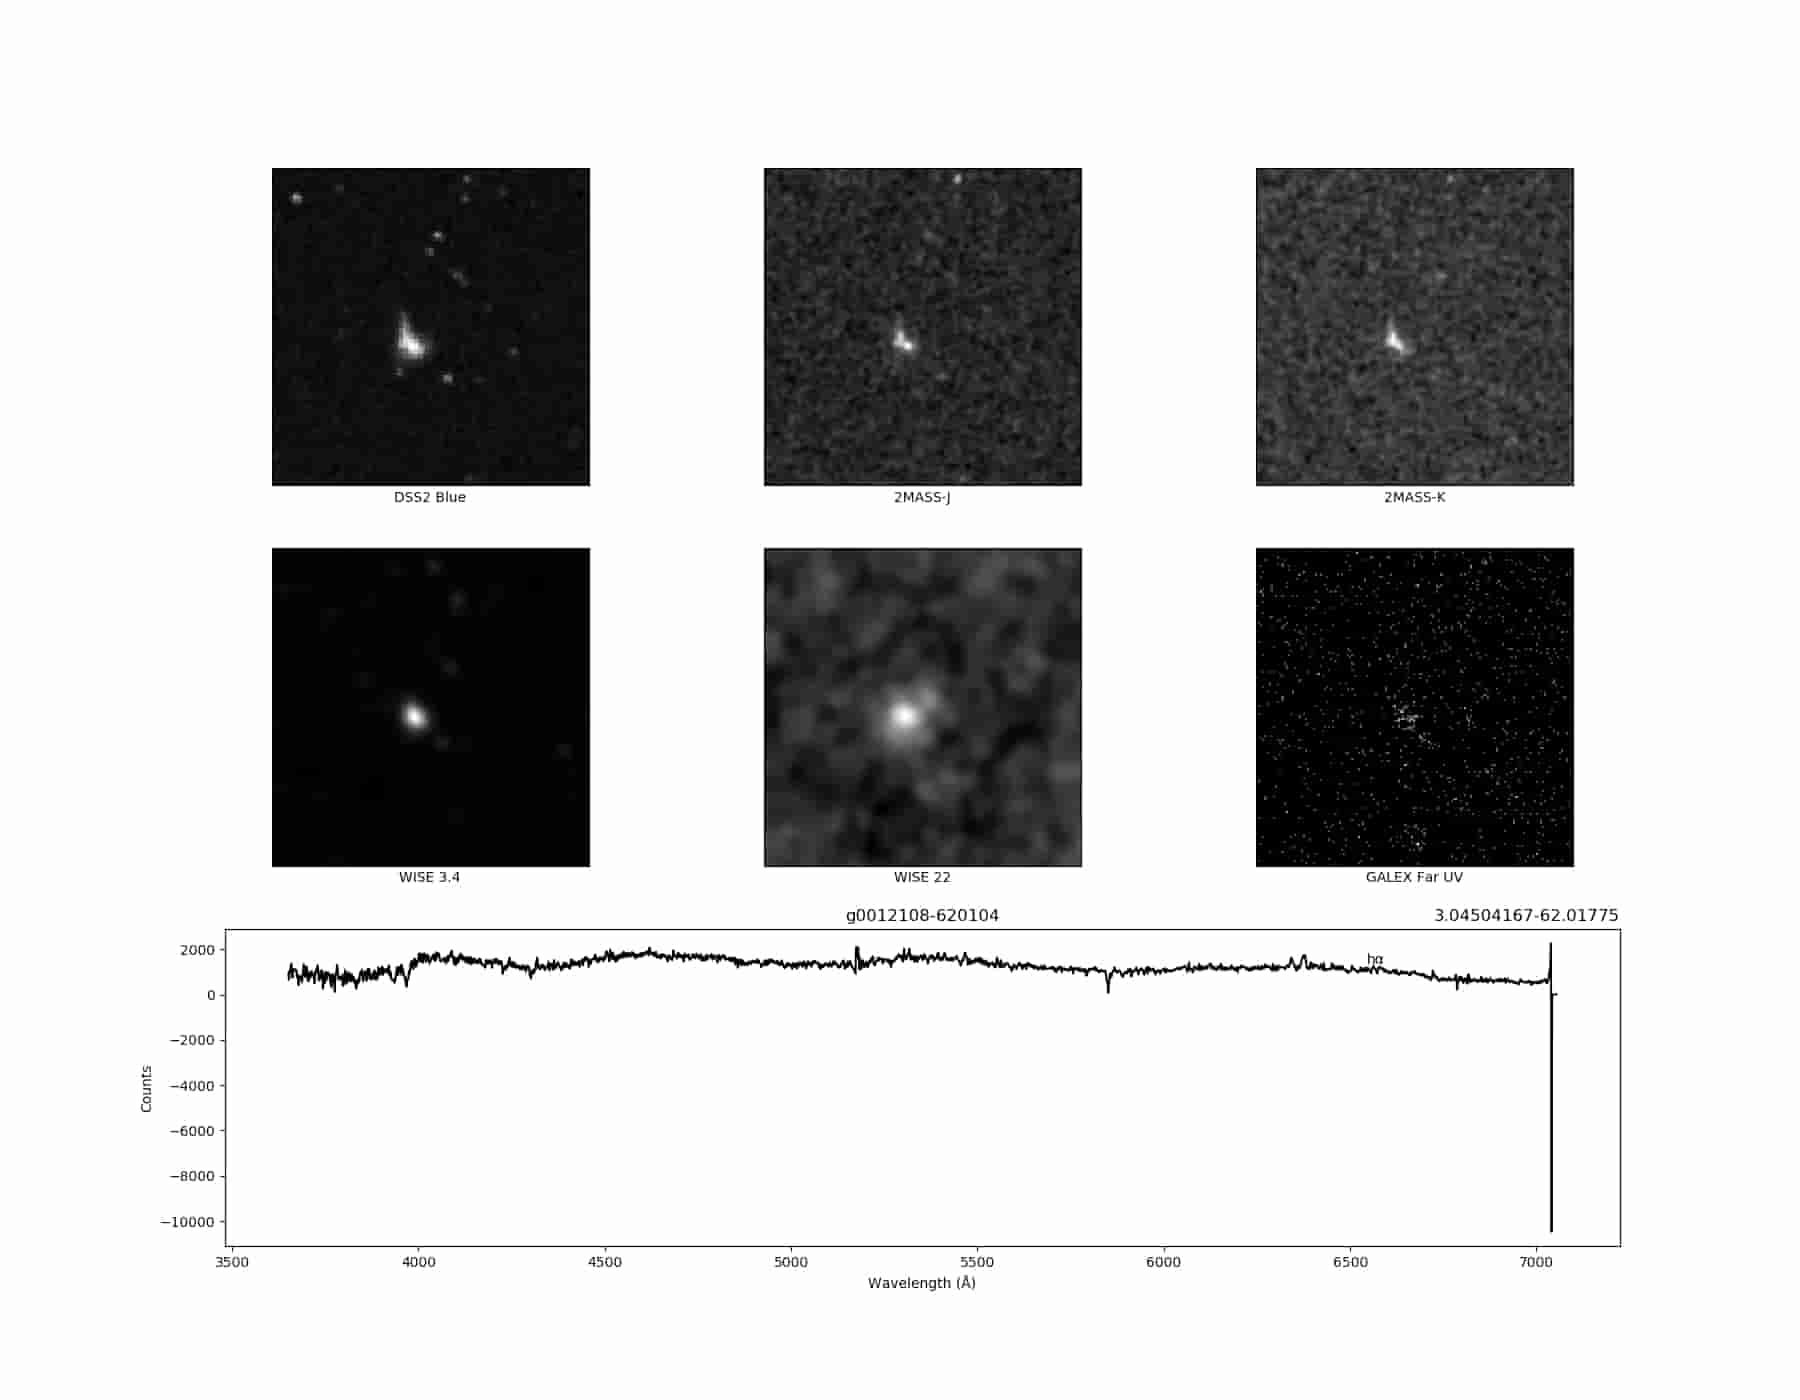 DSS2 Blue
2MASS-J
2MASS-K
WISE 3.4
WISE 22
GALEX Far UV
g0012108-620104
3.04504167-62.01775
hα
2000
0
−2000
−4000
−6000
−8000
−10000
Counts
3500 4000 4500 5000 5500 6000 6500 7000
Wavelength (Å)